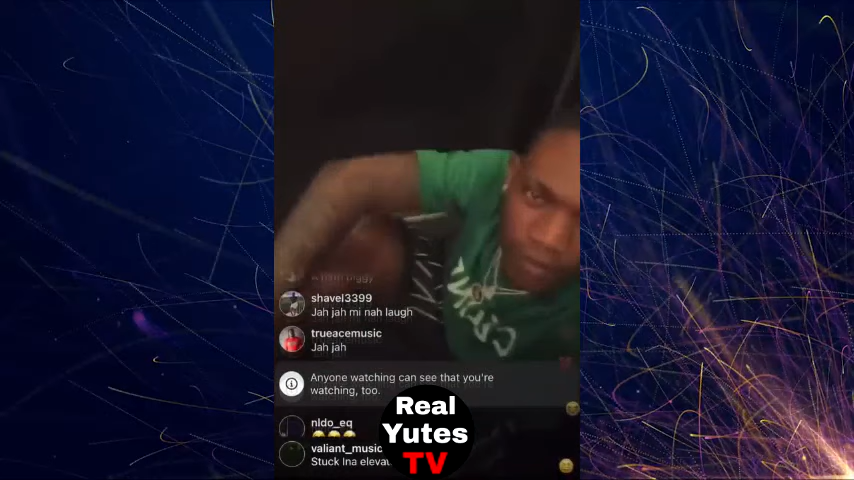 shavel3399
Jah jah mi nah laugh
trueacemusic
Jah jah
Anyone watching can see that you're
watching, too.
nldo_eq
valiant_music
Stuck Ina eleva
Real
Yutes
TV